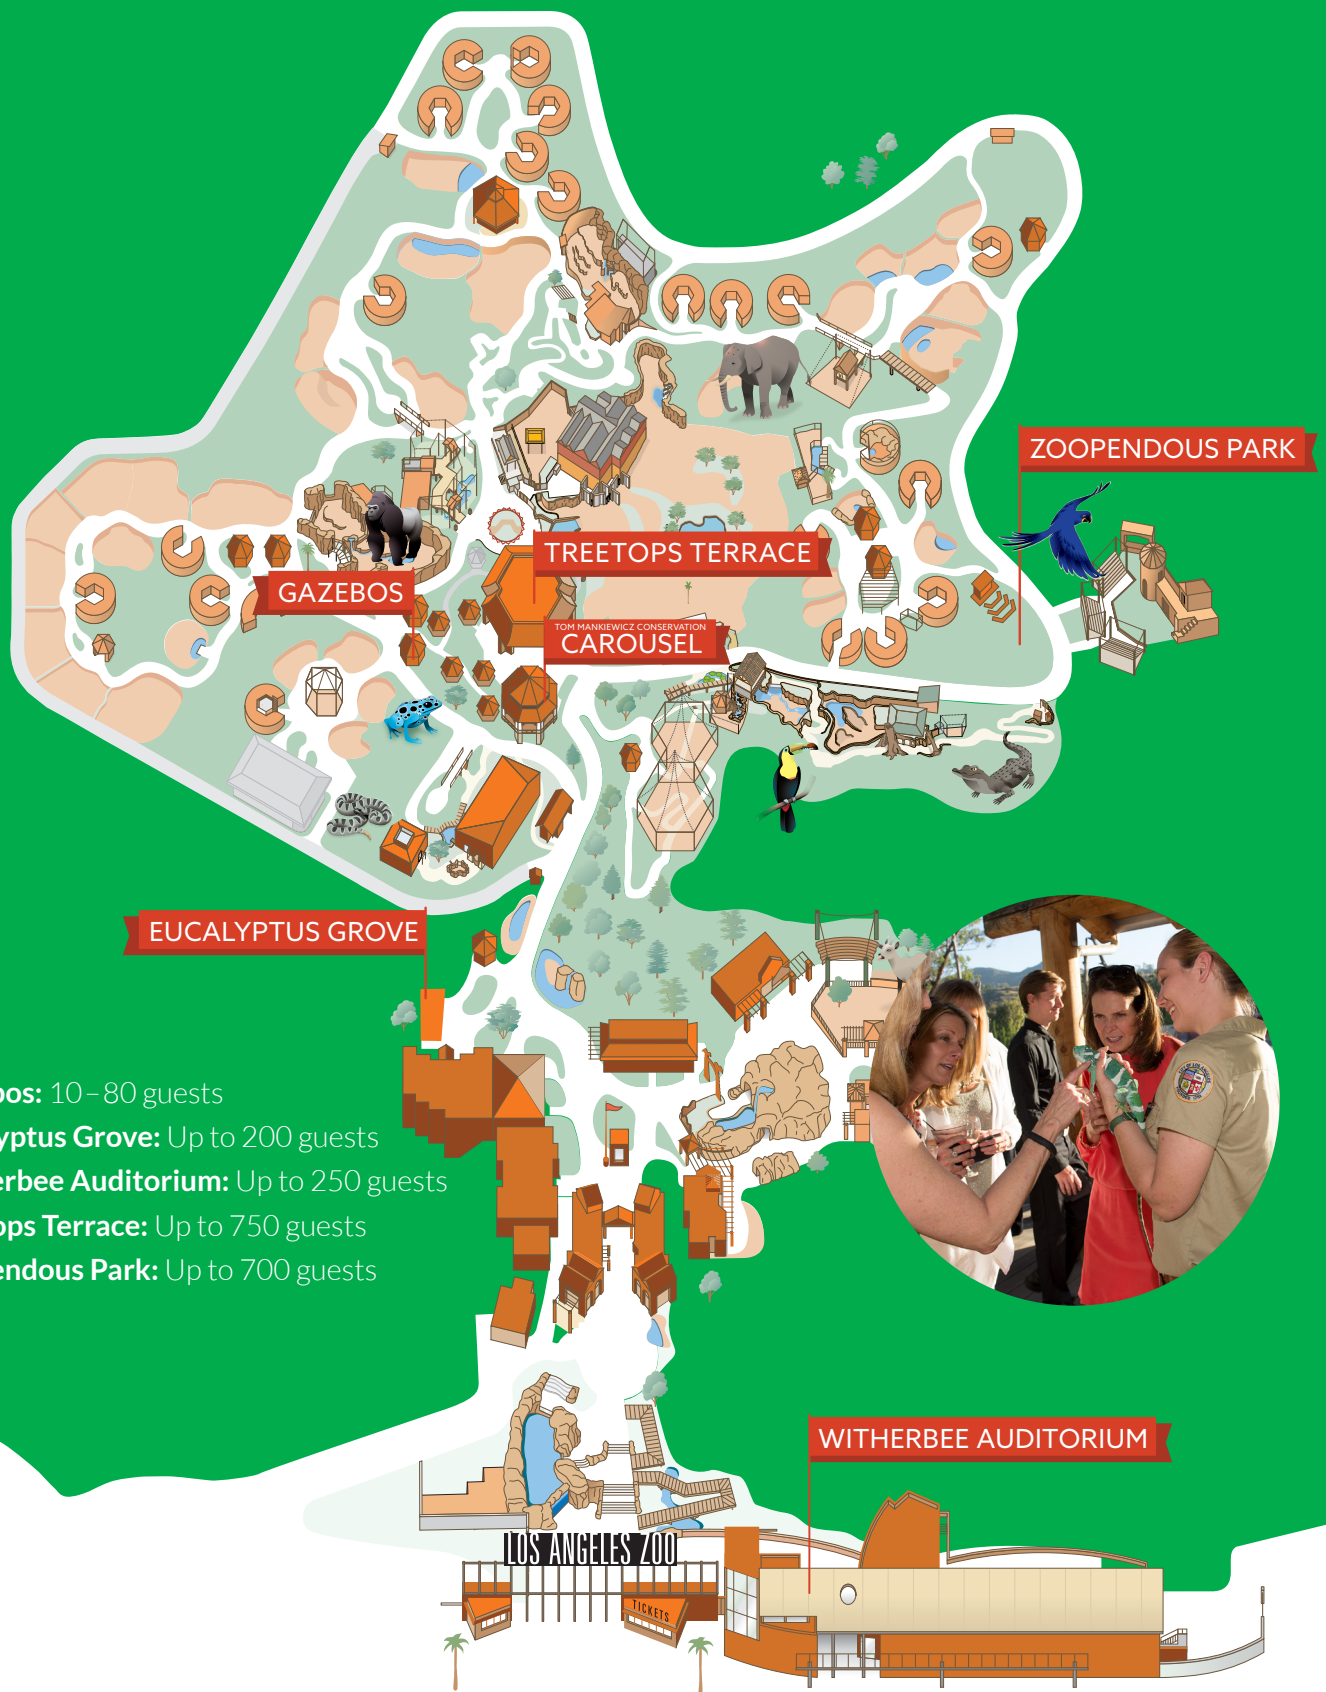 ZOOPENDOUS PARK
TREETOPS TERRACE
GAZEBOS
TOM MANKIEWICZ CONSERVATION
CAROUSEL
EUCALYPTUS GROVE
bos: 10–80 guests
yptus Grove: Up to 200 guests
erbee Auditorium: Up to 250 guests
ops Terrace: Up to 750 guests
endous Park: Up to 700 guests
WITHERBEE AUDITORIUM
LOS ANGELES ZOO
TICKETS